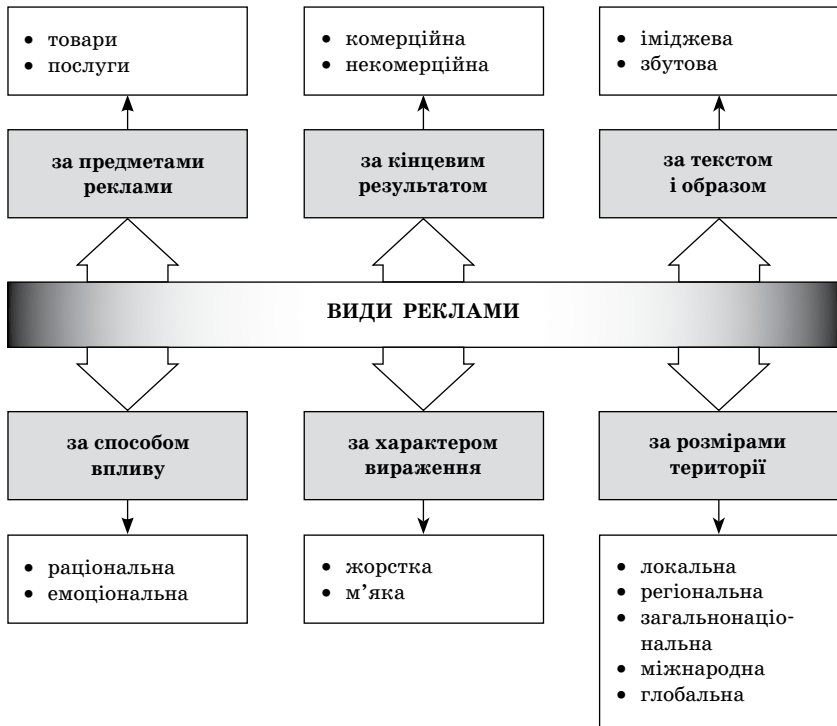 • товари
• послуги
• комерційна
• некомерційна
• іміджева
• збутова
за предметами
реклами
за кінцевим
результатом
за текстом
і образом
ВИДИ РЕКЛАМИ
за способом
впливу
за характером
вираження
за розмірами
території
• раціональна
• емоціональна
• жорстка
• м’яка
• локальна
• регіональна
• загальнонаціо-
нальна
• міжнародна
• глобальна